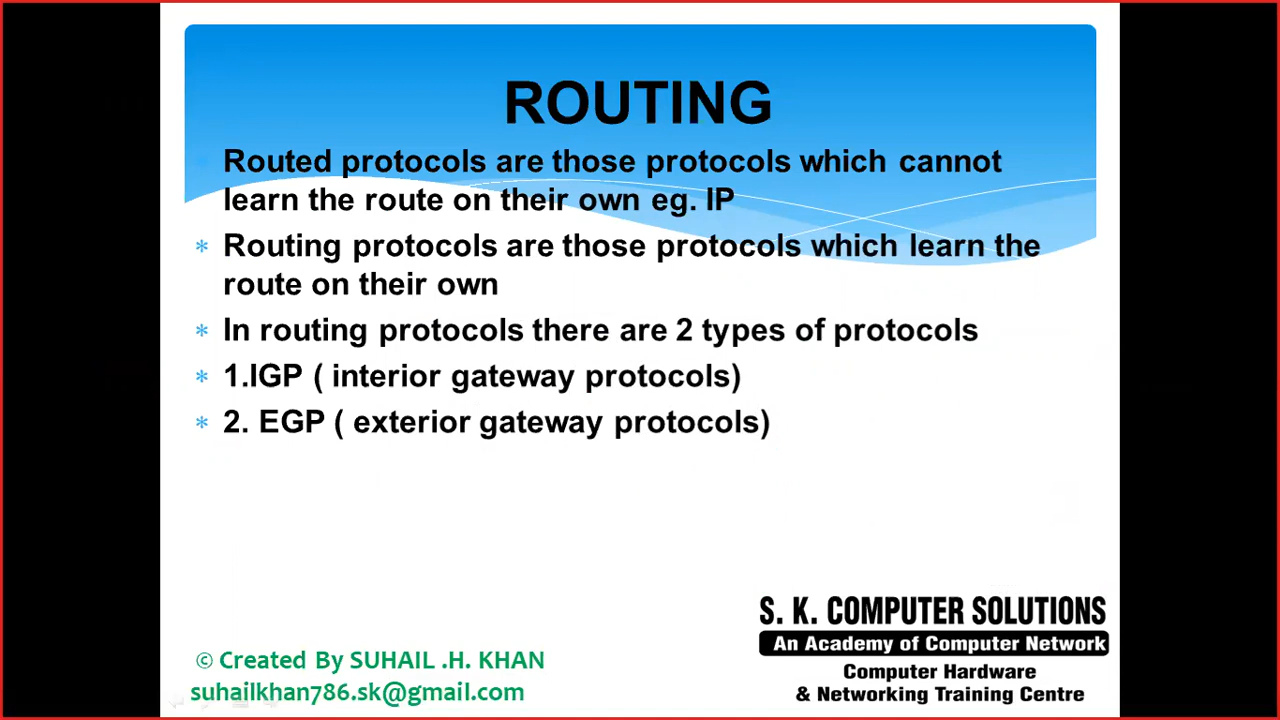 ROUTING
Routed protocols are those protocols which cannot
learn the route on their own eg. IP
* Routing protocols are those protocols which learn the
route on their own
* In routing protocols there are 2 types of protocols
* 1.IGP ( interior gateway protocols)
* 2. EGP ( exterior gateway protocols)
S. K. COMPUTER SOLUTIONS
An Academy of Computer Network
Computer Hardware
& Networking Training Centre
© Created By SUHAIL .H. KHAN
suhailkhan786.sk@gmail.com